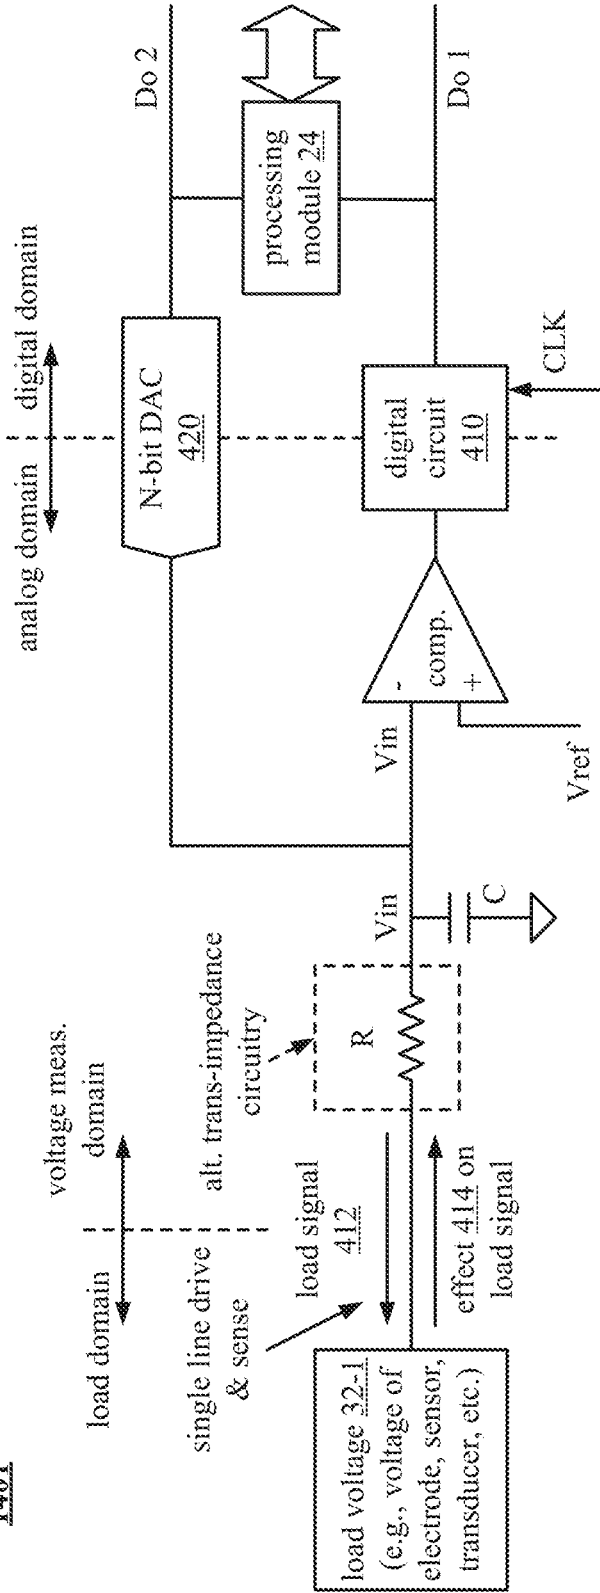 load domain
voltage meas.
domain
analog domain
digital domain
single line drive
& sense
alt. trans-impedance
circuitry
N-bit DAC
420
Do 2
load signal
412
R
processing
module 24
load voltage 32-1
(e.g., voltage of
electrode, sensor,
transducer, etc.)
effect 414 on
load signal
Vin
C
Vin
-
comp.
+
Vref
digital
circuit
410
CLK
Do 1